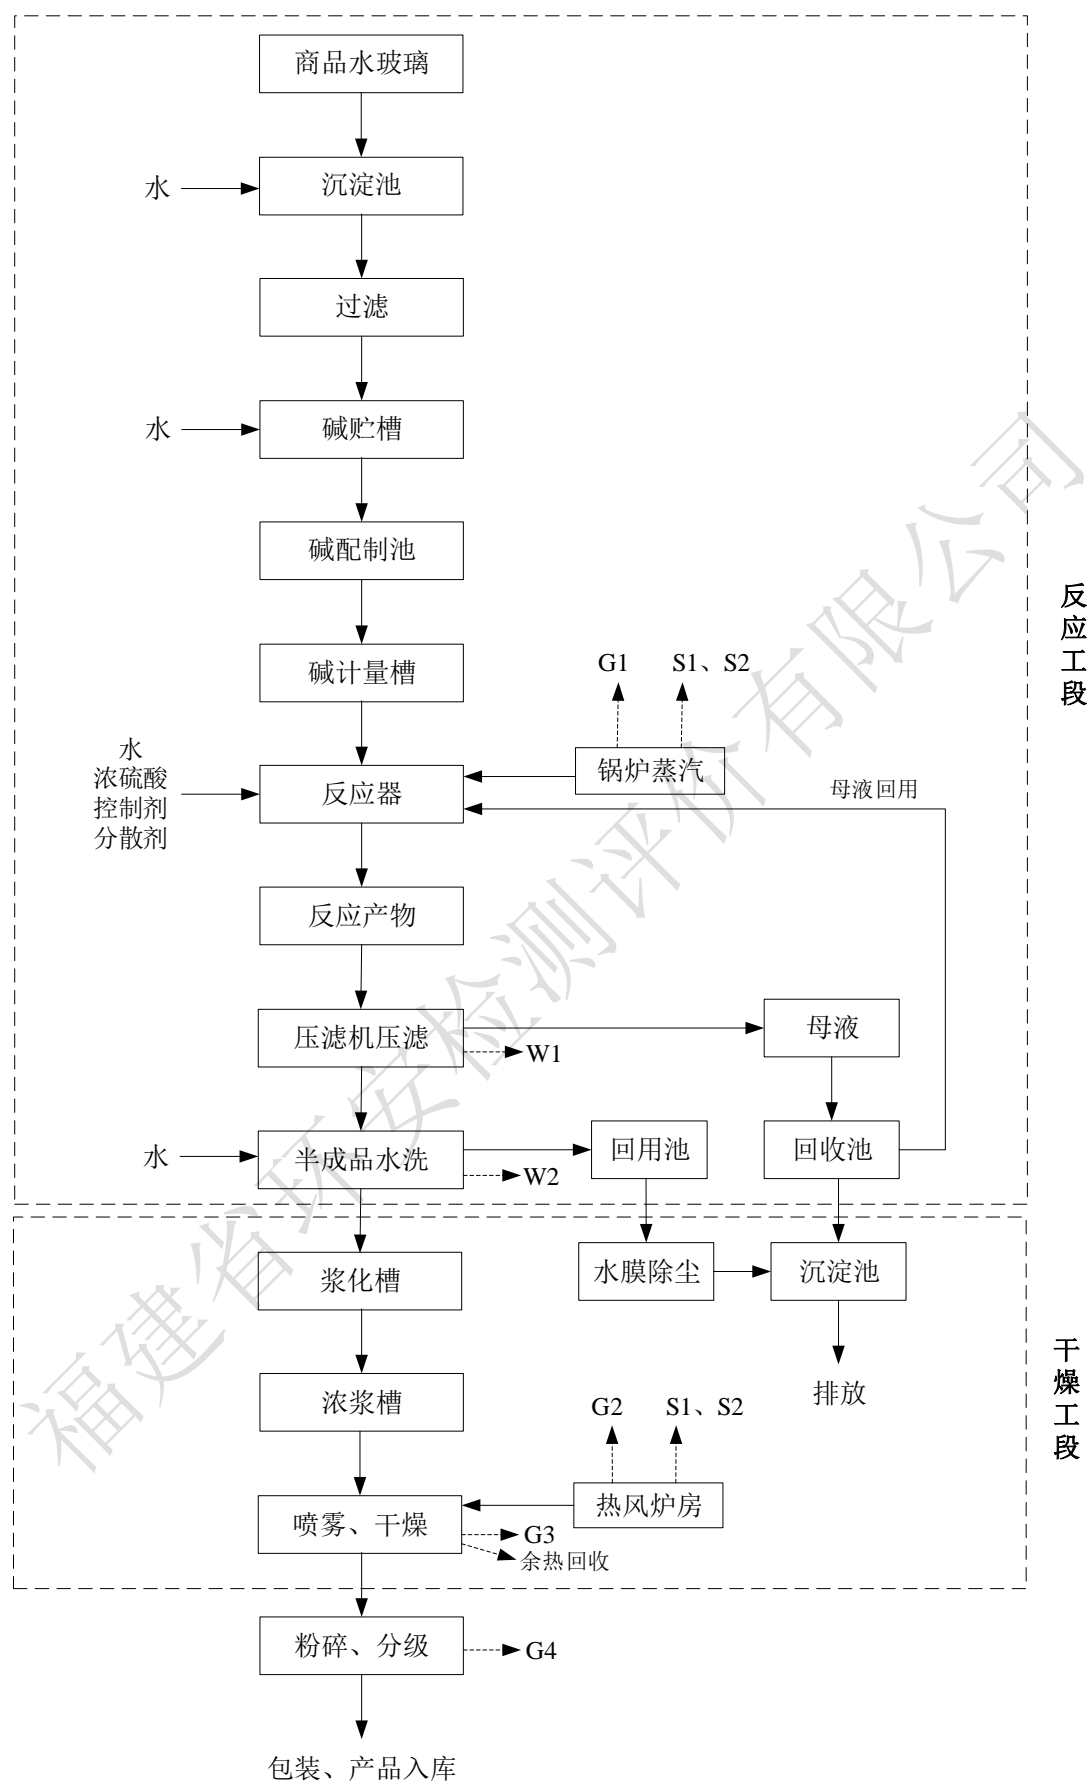 商品水玻璃
水
沉淀池
过滤
水
碱贮槽
碱配制池
碱计量槽
G1
S1、S2
水
浓硫酸
控制剂
分散剂
反应器
锅炉蒸汽
母液回用
反应产物
压滤机压滤
W1
母液
水
半成品水洗
W2
回用池
回收池
反应工段
浆化槽
水膜除尘
沉淀池
浓浆槽
排放
G2
S1、S2
喷雾、干燥
热风炉房
G3
余热回收
干燥工段
粉碎、分级
G4
包装、产品入库
福建省环安检测评价有限公司